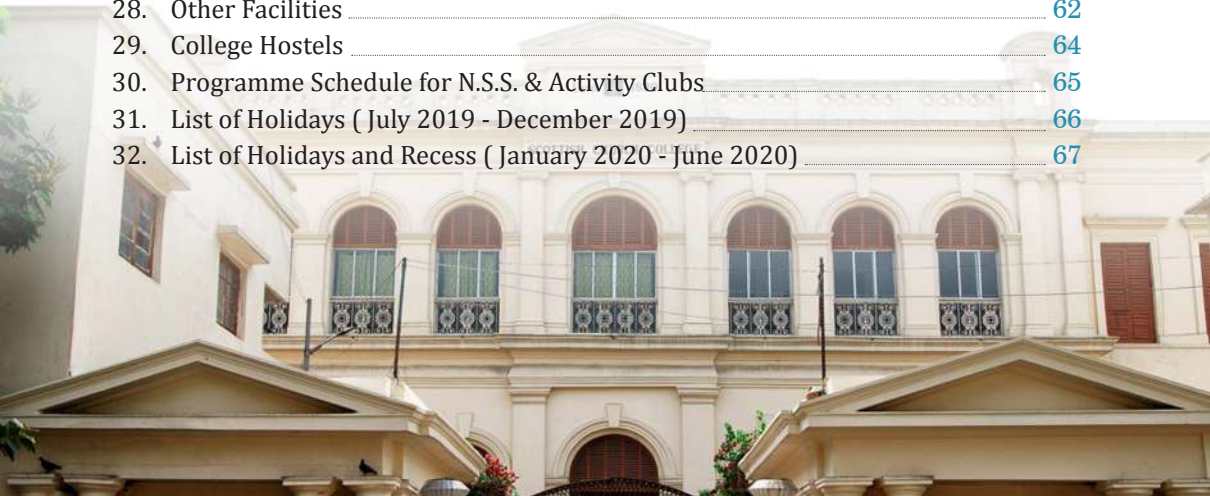 28. Other Facilities 62
29. College Hostels 64
30. Programme Schedule for N.S.S. & Activity Clubs 65
31. List of Holidays ( July 2019 - December 2019) 66
32. List of Holidays and Recess ( January 2020 - June 2020) 67